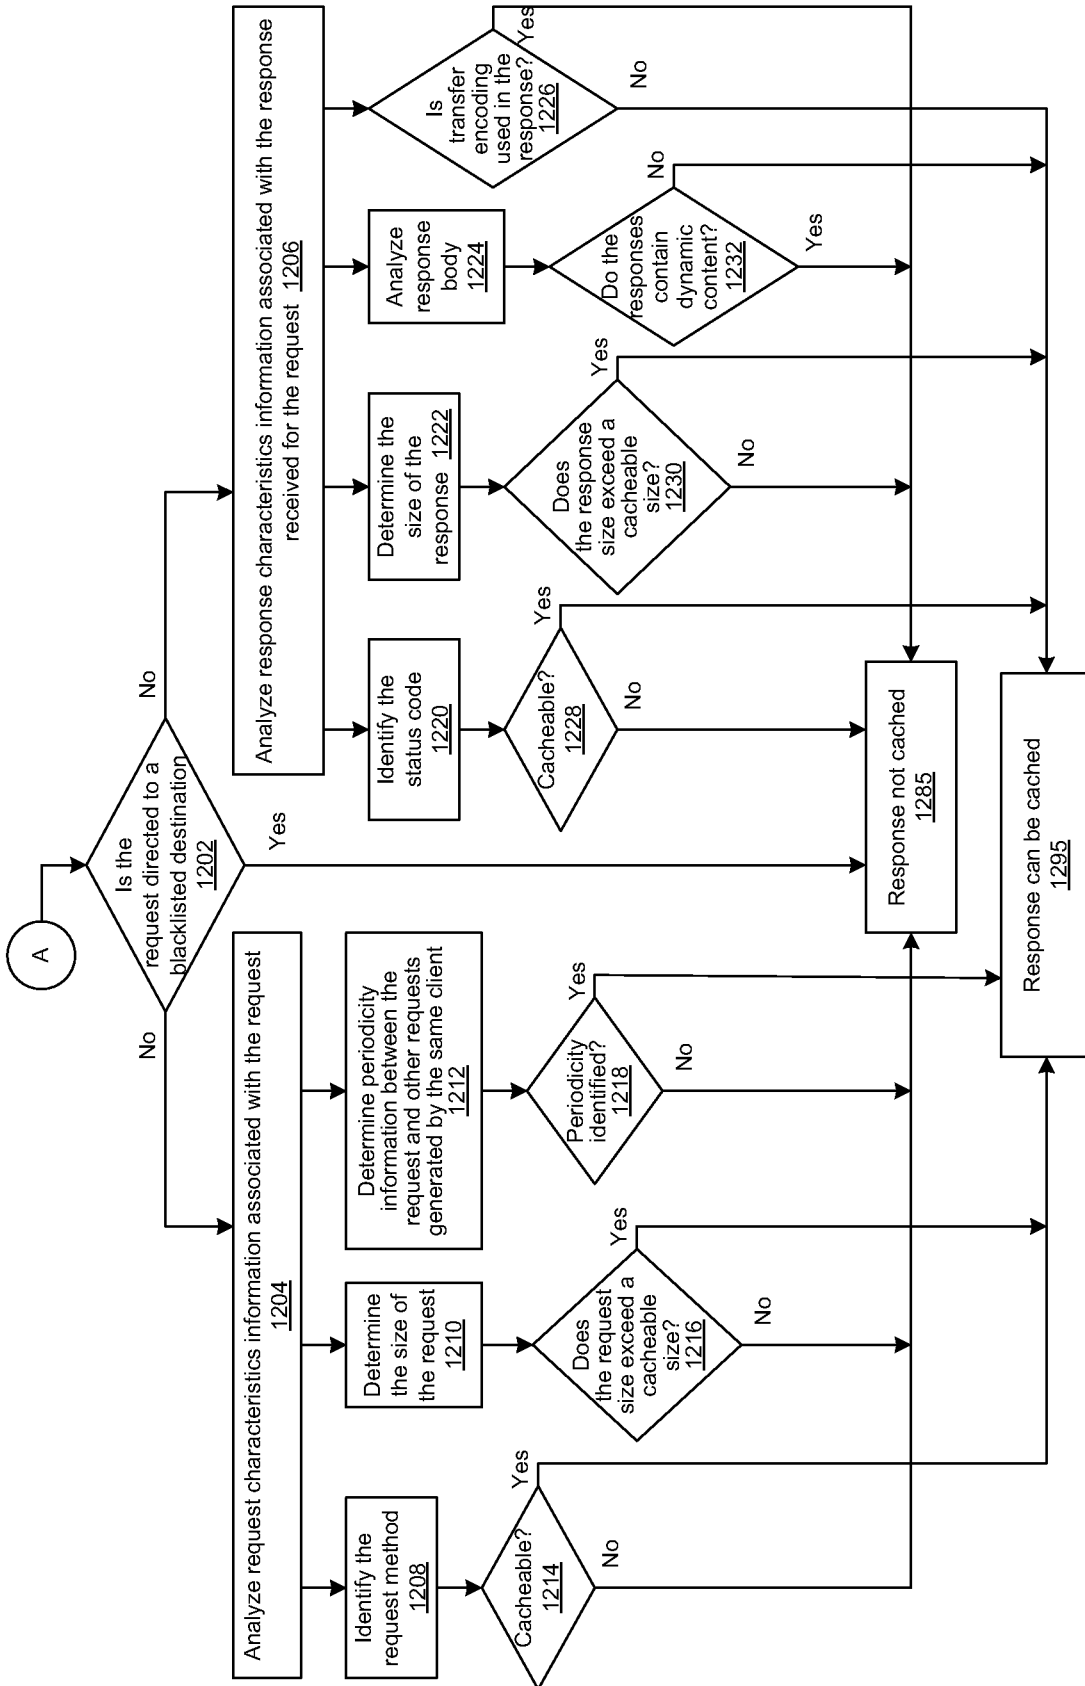 A
Is the
request directed to a
blacklisted destination
1202
No
No
Yes
Analyze request characteristics information associated with the request
1204
Analyze response characteristics information associated with the response
received for the request 1206
Identify the
request method
1208
Determine
the size of
the request
1210
Determine periodicity
information between the
request and other requests
generated by the same client
1212
Identify the
status code
1220
Determine the
size of the
response 1222
Analyze
response
body
1224
Is
transfer
encoding
used in the
response?
1226
Yes
No
Cacheable?
1214
Yes
No
Does
the request
size exceed a
cacheable
size?
1216
Yes
No
Periodicity
identified?
1218
Yes
No
Cacheable?
1228
Yes
No
Does
the response
size exceed a
cacheable
size?
1230
Yes
No
Do the
responses
contain
dynamic
content?
1232
No
Yes
Response not cached
1285
Response can be cached
1295